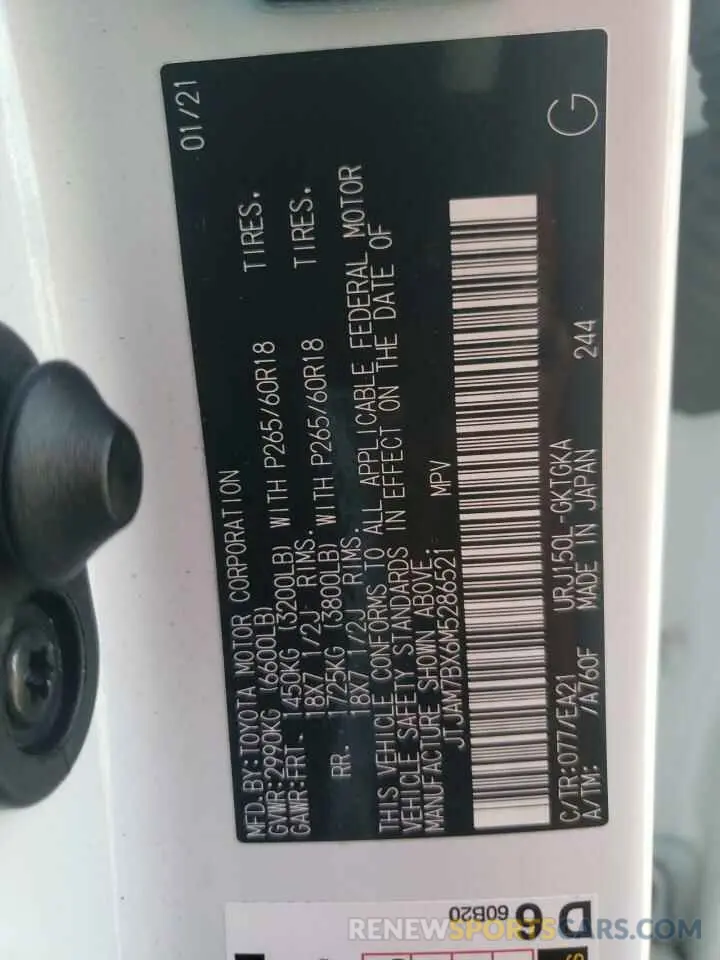 01/21
MFD.BY:TOYOTA MOTOR CORPORATION
GVWR:2990KG (6600LB)
GAWR:FRT- 1450KG (3200LB) WITH P265/60R18 TIRES.
18X7 1/2J RIMS.
RR. 1725KG (3800LB) WITH P265/60R18 TIRES.
18X7 1/2J RIMS.
THIS VEHICLE CONFORMS TO ALL APPLICABLE FEDERAL MOTOR
VEHICLE SAFETY STANDARDS IN EFFECT ON THE DATE OF
MANUFACTURE SHOWN ABOVE.
JTJAM7BX6M5286521 MPV
C/TR:077/EA21 URJ150L-GKTGKA
A/TM: /A760F MADE IN JAPAN 244
G
60B20
D 6
S
RENEWSPORTSCARS.COM